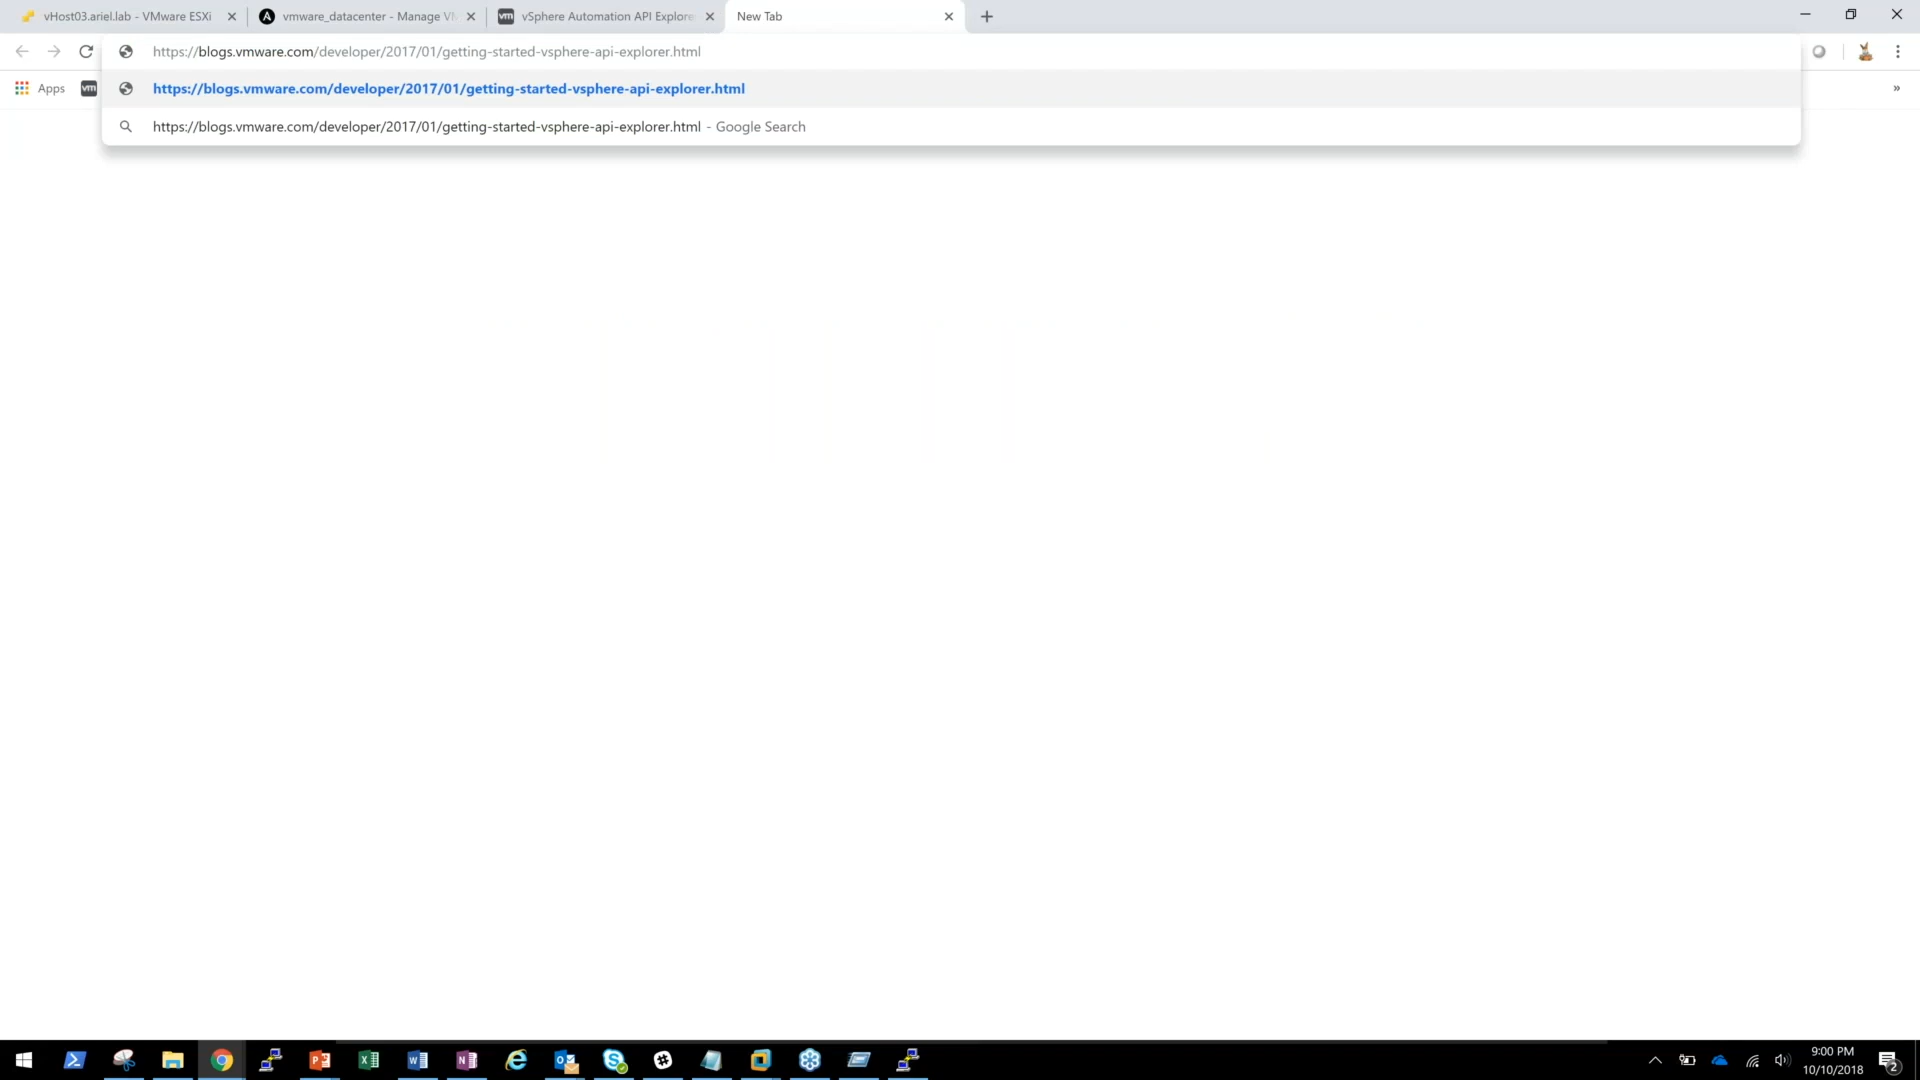 vHost03.ariel.lab - VMware ESXi
vmware_datacenter - Manage VM
vSphere Automation API Explore
New Tab
https://blogs.vmware.com/developer/2017/01/getting-started-vsphere-api-explorer.html
Apps
vm
https://blogs.vmware.com/developer/2017/01/getting-started-vsphere-api-explorer.html
https://blogs.vmware.com/developer/2017/01/getting-started-vsphere-api-explorer.html - Google Search
9:00 PM
10/10/2018
2